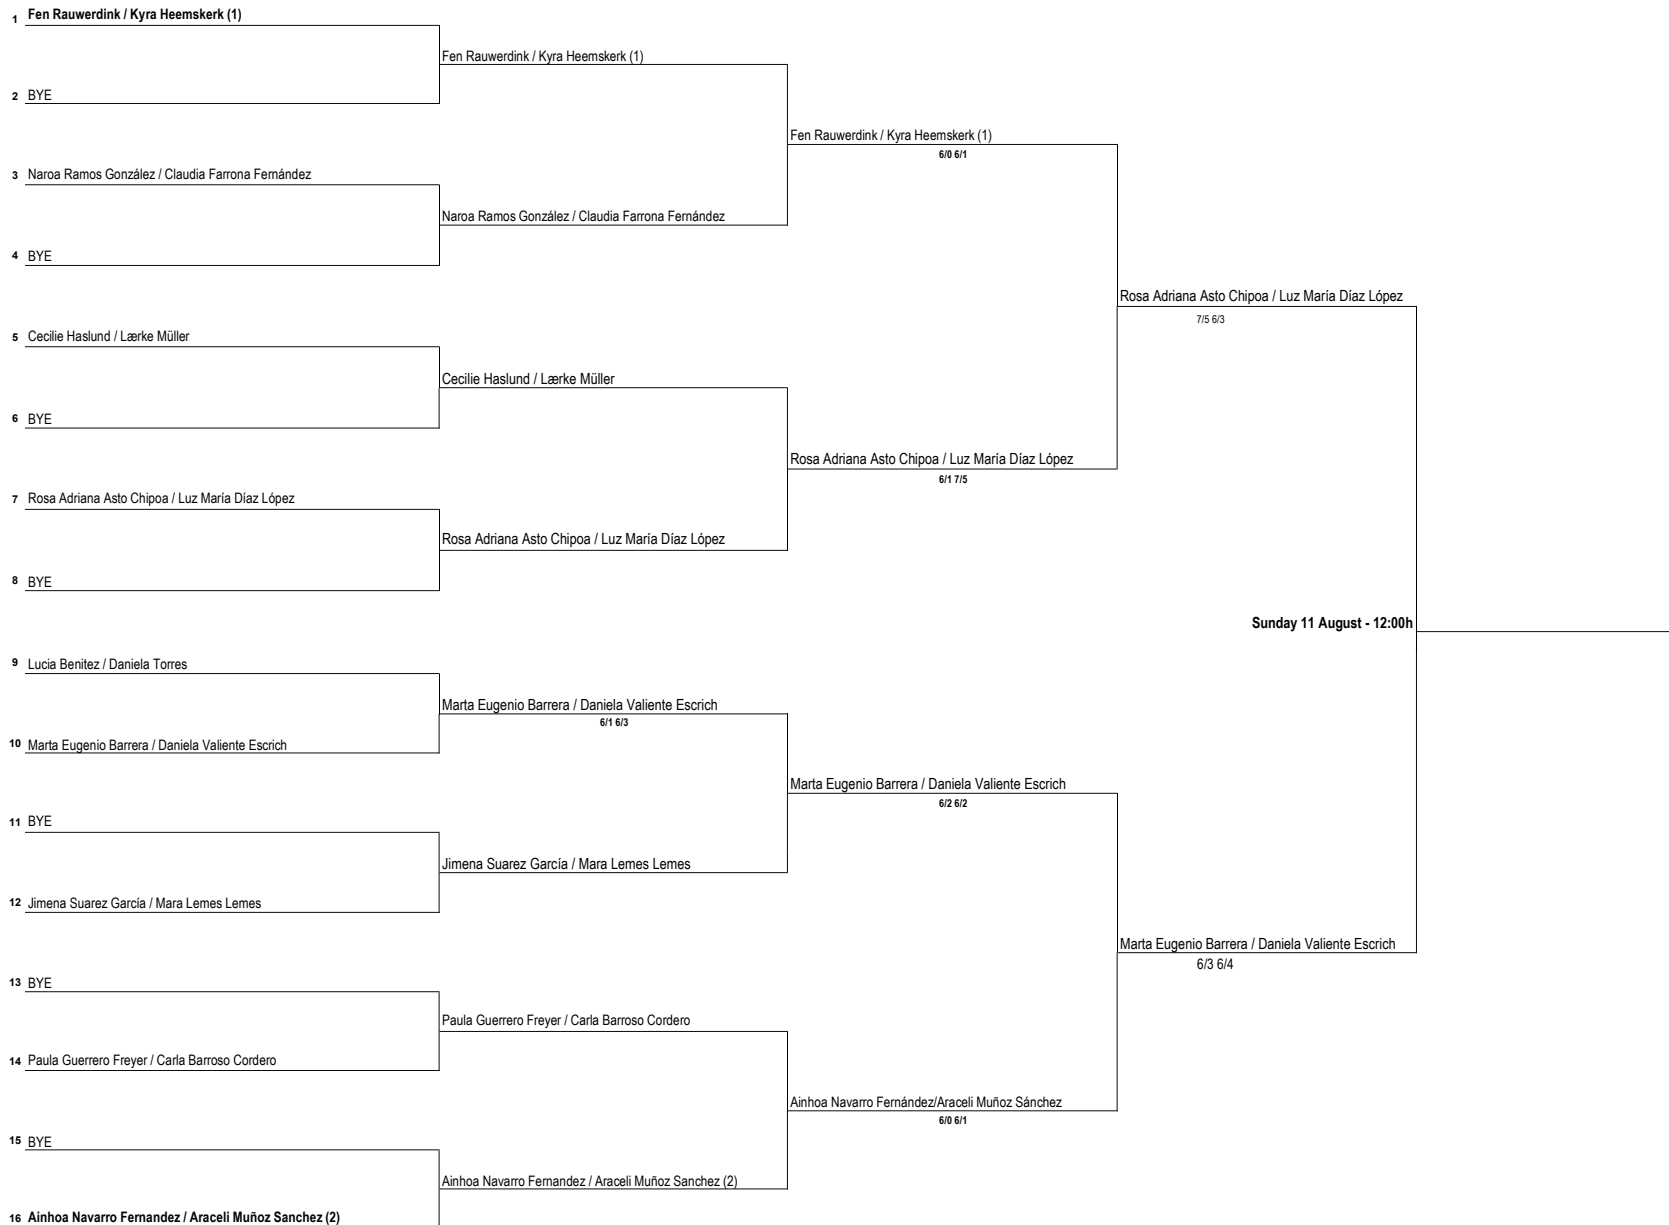 1 Fen Rauwerdink / Kyra Heemskerk (1)
Fen Rauwerdink / Kyra Heemskerk (1)
2 BYE
Fen Rauwerdink / Kyra Heemskerk (1)
6/0 6/1
3 Naroa Ramos González / Claudia Farrona Fernández
Naroa Ramos González / Claudia Farrona Fernández
4 BYE
Rosa Adriana Asto Chipoa / Luz María Díaz López
7/5 6/3
5 Cecilie Haslund / Lærke Müller
Cecilie Haslund / Lærke Müller
6 BYE
Rosa Adriana Asto Chipoa / Luz María Díaz López
6/1 7/5
7 Rosa Adriana Asto Chipoa / Luz María Díaz López
Rosa Adriana Asto Chipoa / Luz María Díaz López
8 BYE
Sunday 11 August - 12:00h
9 Lucia Benitez / Daniela Torres
Marta Eugenio Barrera / Daniela Valiente Escrich
6/1 6/3
10 Marta Eugenio Barrera / Daniela Valiente Escrich
Marta Eugenio Barrera / Daniela Valiente Escrich
6/2 6/2
11 BYE
Jimena Suarez García / Mara Lemes Lemes
12 Jimena Suarez García / Mara Lemes Lemes
Marta Eugenio Barrera / Daniela Valiente Escrich
6/3 6/4
13 BYE
Paula Guerrero Freyer / Carla Barroso Cordero
14 Paula Guerrero Freyer / Carla Barroso Cordero
Ainhoa Navarro Fernández/Araceli Muñoz Sánchez
6/0 6/1
15 BYE
Ainhoa Navarro Fernandez / Araceli Muñoz Sanchez (2)
16 Ainhoa Navarro Fernandez / Araceli Muñoz Sanchez (2)